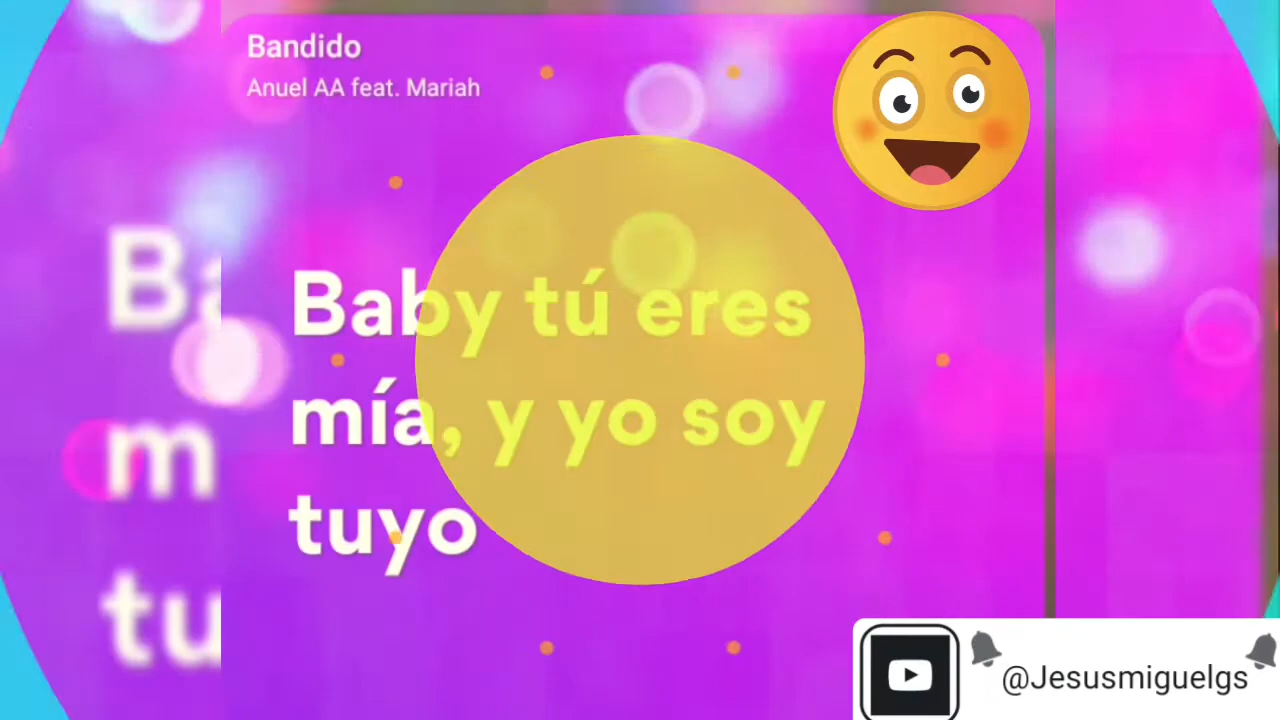 Bandido
Anuel AA feat. Mariah
Baby tú eres
mía, y yo soy
tuyo
@Jesusmiguelgs